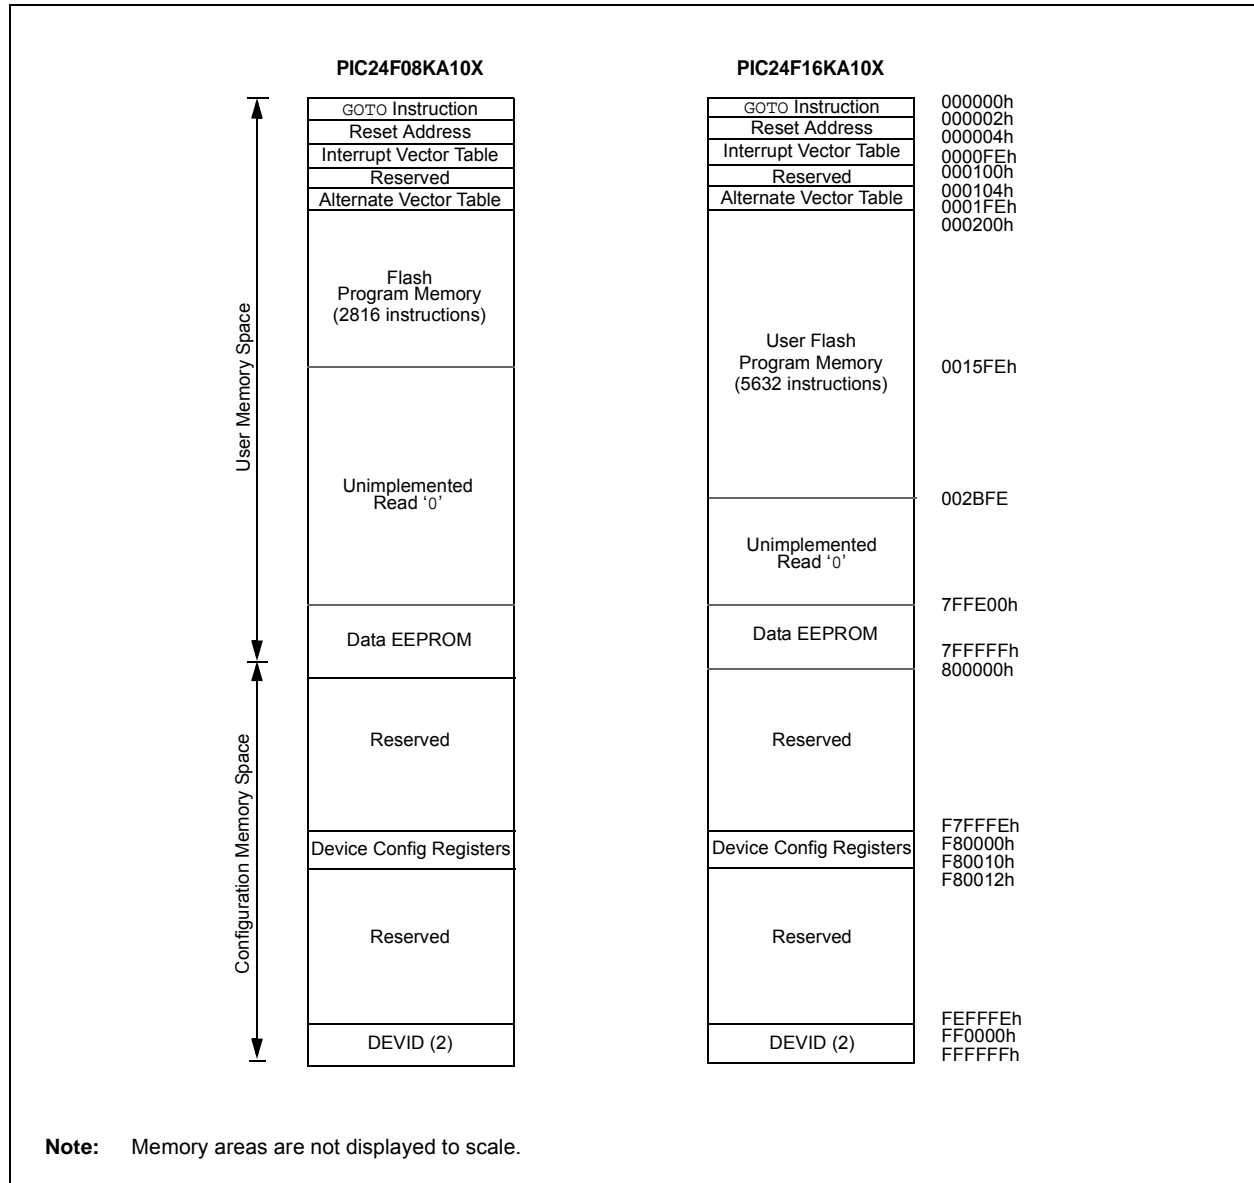 PIC24F08KA10X
PIC24F16KA10X
User Memory Space
Configuration Memory Space
GOTO Instruction
Reset Address
Interrupt Vector Table
Reserved
Alternate Vector Table
Flash
Program Memory
(2816 instructions)
Unimplemented
Read ‘0’
Data EEPROM
Reserved
Device Config Registers
Reserved
DEVID (2)
GOTO Instruction
Reset Address
Interrupt Vector Table
Reserved
Alternate Vector Table
User Flash
Program Memory
(5632 instructions)
Unimplemented
Read ‘0’
Data EEPROM
Reserved
Device Config Registers
Reserved
DEVID (2)
000000h
000002h
000004h
0000FEh
000100h
000104h
0001FEh
000200h
0015FEh
002BFE
7FFE00h
7FFFFFh
800000h
F7FFFEh
F80000h
F80010h
F80012h
FEFFFEh
FF0000h
FFFFFFh
Note: Memory areas are not displayed to scale.